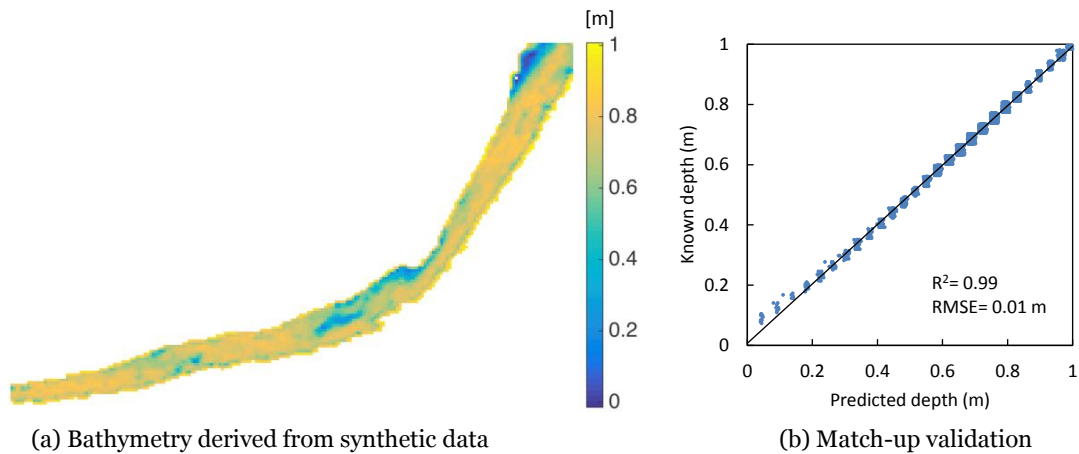 [m]
1
0.8
0.6
0.4
0.2
0
(a) Bathymetry derived from synthetic data
Known depth (m)
1
0.8
0.6
0.4
0.2
0
R²= 0.99
RMSE= 0.01 m
0 0.2 0.4 0.6 0.8 1
Predicted depth (m)
(b) Match-up validation